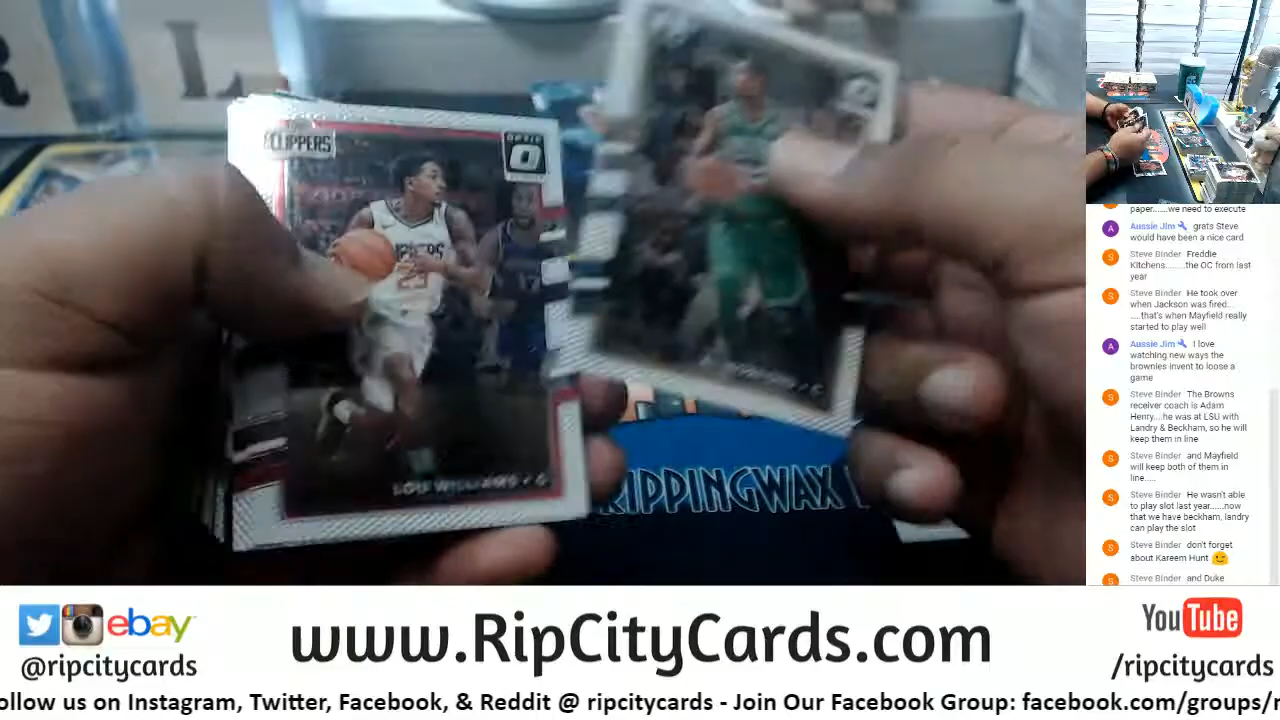 CLIPPERS
OPTIC
CLIPPERS
23
LOU WILLIAMS / G
RIPPINGWAX
paper......we need to execute
Aussie Jim grats Steve
would have been a nice card
Steve Binder Freddie
Kitchens........the OC from last
year
Steve Binder He took over
when Jackson was fired....
.....that's when Mayfield really
started to play well
Aussie Jim I love
watching new ways the
brownies invent to loose a
game
Steve Binder The Browns
receiver coach is Adam
Henry....he was at LSU with
Landry & Beckham, so he will
keep them in line
Steve Binder and Mayfield
will keep both of them in
line.....
Steve Binder He wasn't able
to play slot last year......now
that we have beckham, landry
can play the slot
Steve Binder don't forget
about Kareem Hunt 😉
Steve Binder and Duke
ebay
@ripcitycards
www.RipCityCards.com
YouTube
/ripcitycards
ollow us on Instagram, Twitter, Facebook, & Reddit @ ripcitycards - Join Our Facebook Group: facebook.com/groups/r